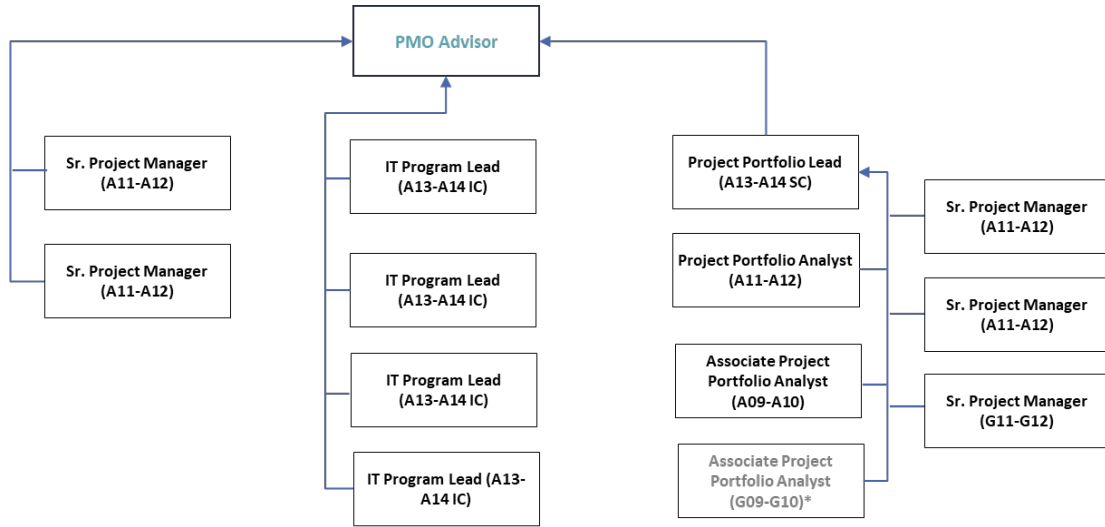 PMO Advisor
Sr. Project Manager
(A11-A12)
Sr. Project Manager
(A11-A12)
IT Program Lead
(A13-A14 IC)
IT Program Lead
(A13-A14 IC)
IT Program Lead
(A13-A14 IC)
IT Program Lead (A13-
A14 IC)
Project Portfolio Lead
(A13-A14 SC)
Project Portfolio Analyst
(A11-A12)
Associate Project
Portfolio Analyst
(A09-A10)
Associate Project
Portfolio Analyst
(G09-G10)*
Sr. Project Manager
(A11-A12)
Sr. Project Manager
(A11-A12)
Sr. Project Manager
(G11-G12)